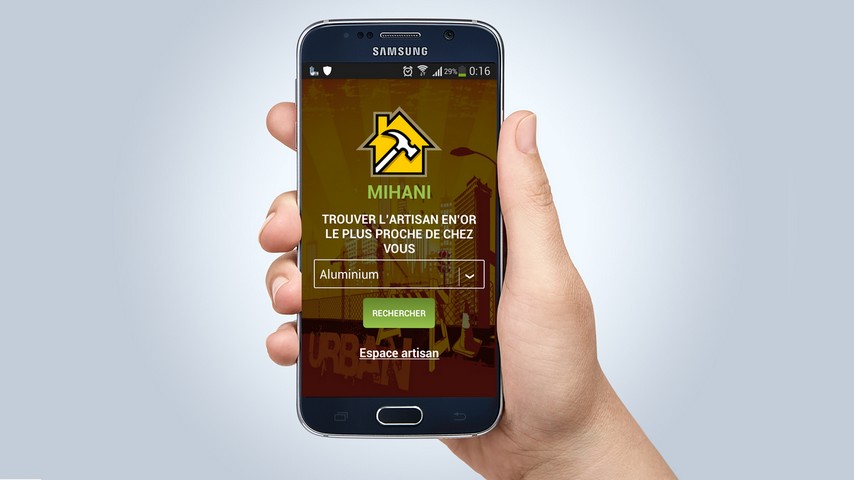 SAMSUNG
29% 0:16
MIHANI
TROUVER L'ARTISAN EN'OR
LE PLUS PROCHE DE CHEZ
VOUS
Aluminium
RECHERCHER
Espace artisan
URBAN